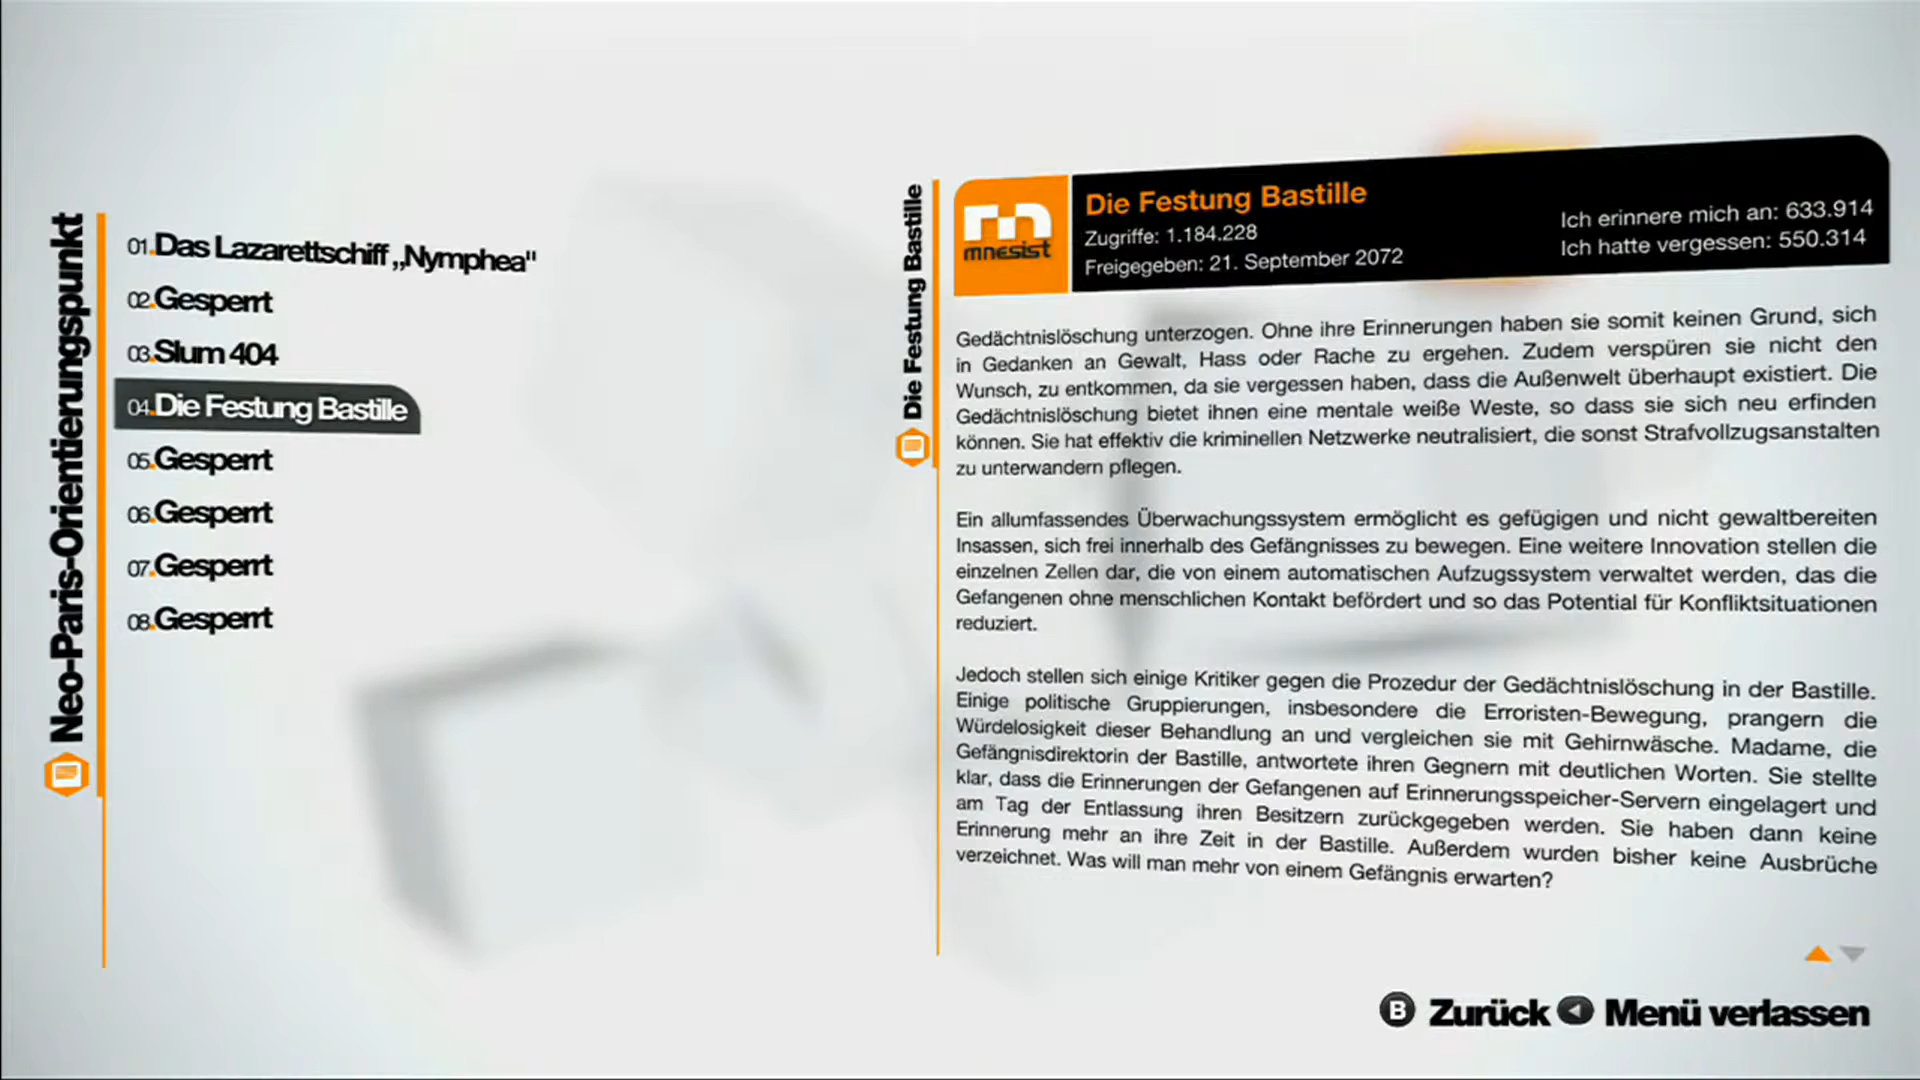 Neo-Paris-Orientierungspunkt
01.Das Lazarettschiff „Nymphea"
02.Gesperrt
03.Slum 404
04.Die Festung Bastille
05.Gesperrt
06.Gesperrt
07.Gesperrt
08.Gesperrt
Die Festung Bastille
mnesist
Die Festung Bastille
Zugriffe: 1.184.228
Freigegeben: 21. September 2072
Ich erinnere mich an: 633.914
Ich hatte vergessen: 550.314
Gedächtnislöschung unterzogen. Ohne ihre Erinnerungen haben sie somit keinen Grund, sich
in Gedanken an Gewalt, Hass oder Rache zu ergehen. Zudem verspüren sie nicht den
Wunsch, zu entkommen, da sie vergessen haben, dass die Außenwelt überhaupt existiert. Die
Gedächtnislöschung bietet ihnen eine mentale weiße Weste, so dass sie sich neu erfinden
können. Sie hat effektiv die kriminellen Netzwerke neutralisiert, die sonst Strafvollzugsanstalten
zu unterwandern pflegen.
Ein allumfassendes Überwachungssystem ermöglicht es gefügigen und nicht gewaltbereiten
Insassen, sich frei innerhalb des Gefängnisses zu bewegen. Eine weitere Innovation stellen die
einzelnen Zellen dar, die von einem automatischen Aufzugssystem verwaltet werden, das die
Gefangenen ohne menschlichen Kontakt befördert und so das Potential für Konfliktsituationen
reduziert.
Jedoch stellen sich einige Kritiker gegen die Prozedur der Gedächtnislöschung in der Bastille.
Einige politische Gruppierungen, insbesondere die Erroristen-Bewegung, prangern die
Würdelosigkeit dieser Behandlung an und vergleichen sie mit Gehirnwäsche. Madame, die
Gefängnisdirektorin der Bastille, antwortete ihren Gegnern mit deutlichen Worten. Sie stellte
klar, dass die Erinnerungen der Gefangenen auf Erinnerungsspeicher-Servern eingelagert und
am Tag der Entlassung ihren Besitzern zurückgegeben werden. Sie haben dann keine
Erinnerung mehr an ihre Zeit in der Bastille. Außerdem wurden bisher keine Ausbrüche
verzeichnet. Was will man mehr von einem Gefängnis erwarten?
B Zurück Menü verlassen